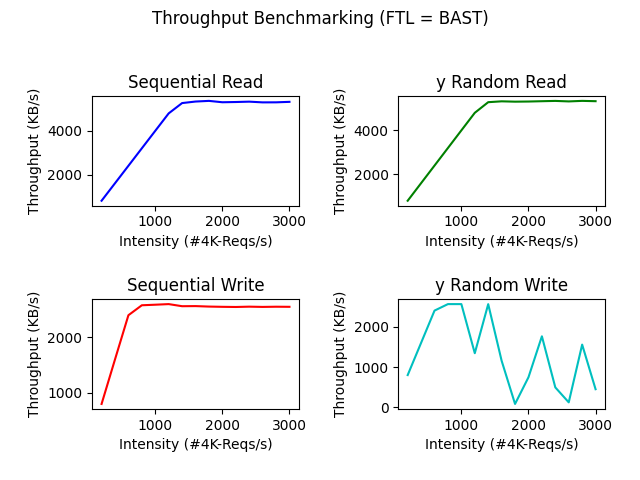 Throughput Benchmarking (FTL = BAST)
Sequential Read
Throughput (KB/s)
4000
2000
1000
2000
3000
Intensity (#4K-Reqs/s)
y Random Read
Throughput (KB/s)
4000
2000
1000
2000
3000
Intensity (#4K-Reqs/s)
Sequential Write
Throughput (KB/s)
2000
1000
1000
2000
3000
Intensity (#4K-Reqs/s)
y Random Write
Throughput (KB/s)
2000
1000
0
1000
2000
3000
Intensity (#4K-Reqs/s)